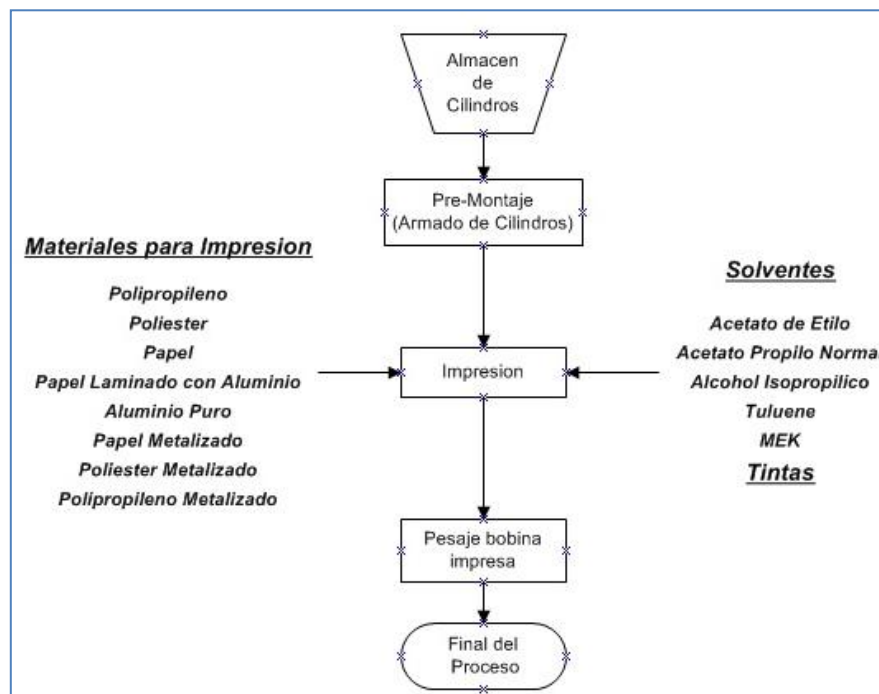 Almacen
de
Cilindros
Pre-Montaje
(Armado de Cilindros)
Materiales para Impresion
Polipropileno
Poliester
Papel
Papel Laminado con Aluminio
Aluminio Puro
Papel Metalizado
Poliester Metalizado
Polipropileno Metalizado
Impresion
Solventes
Acetato de Etilo
Acetato Propilo Normal
Alcohol Isopropilico
Tuluene
MEK
Tintas
Pesaje bobina
impresa
Final del
Proceso